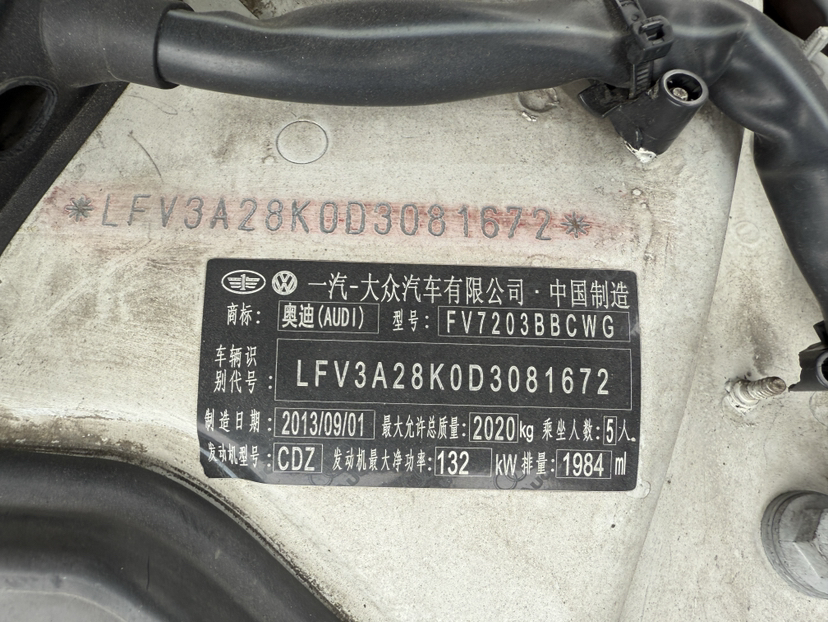 *LFV3A28K0D3081672*
一汽-大众汽车有限公司·中国制造
商标: 奥迪(AUDI) 型号: FV7203BBCWG
车辆识别代号: LFV3A28K0D3081672
制造日期: 2013/09/01 最大允许总质量: 2020kg 乘坐人数: 5人
发动机型号: CDZ 发动机最大净功率: 132 kW 排量: 1984 ml